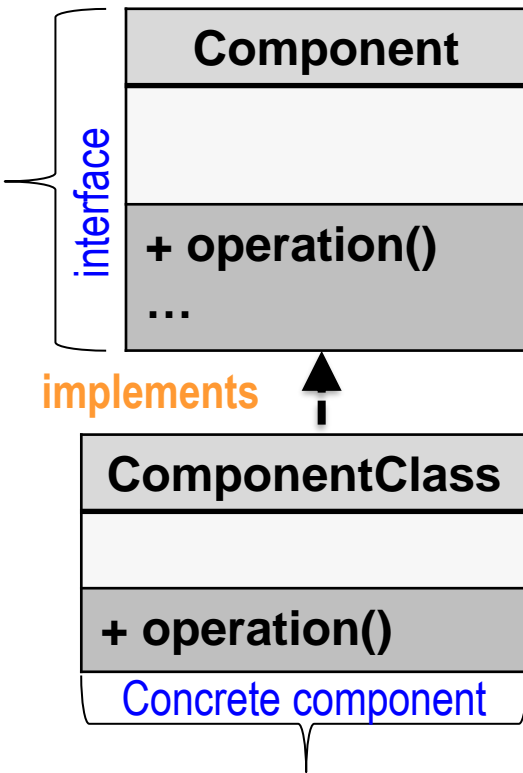 Component
interface
+ operation()
...
implements
ComponentClass
+ operation()
Concrete component